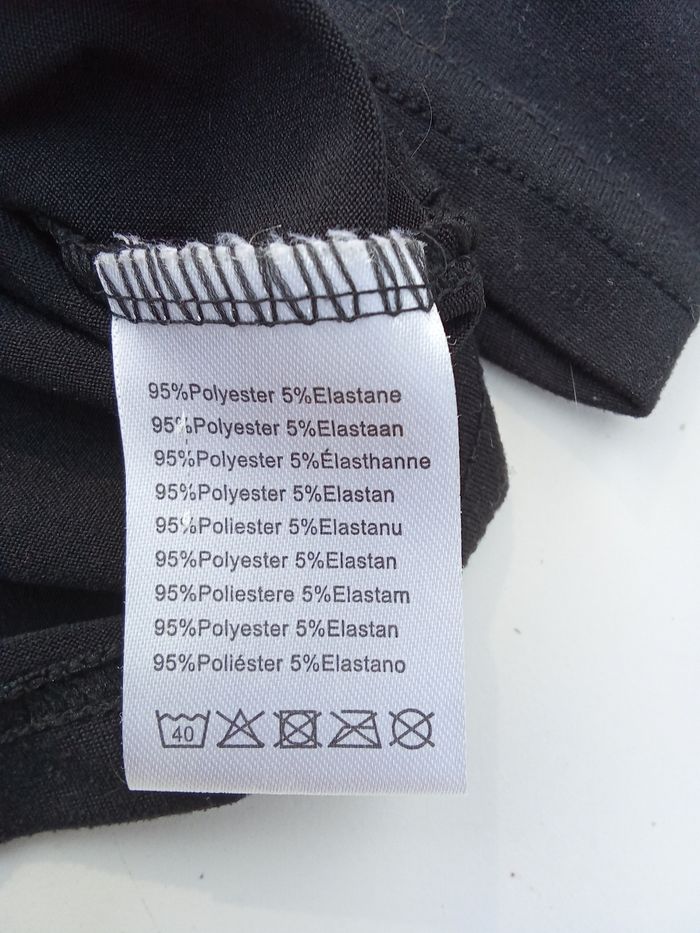 95%Polyester 5%Elastane
95%Polyester 5%Elastaan
95%Polyester 5%Élasthanne
95%Polyester 5%Elastan
95%Poliester 5%Elastanu
95%Polyester 5%Elastan
95%Poliestere 5%Elastam
95%Polyester 5%Elastan
95%Poliéster 5%Elastano
40